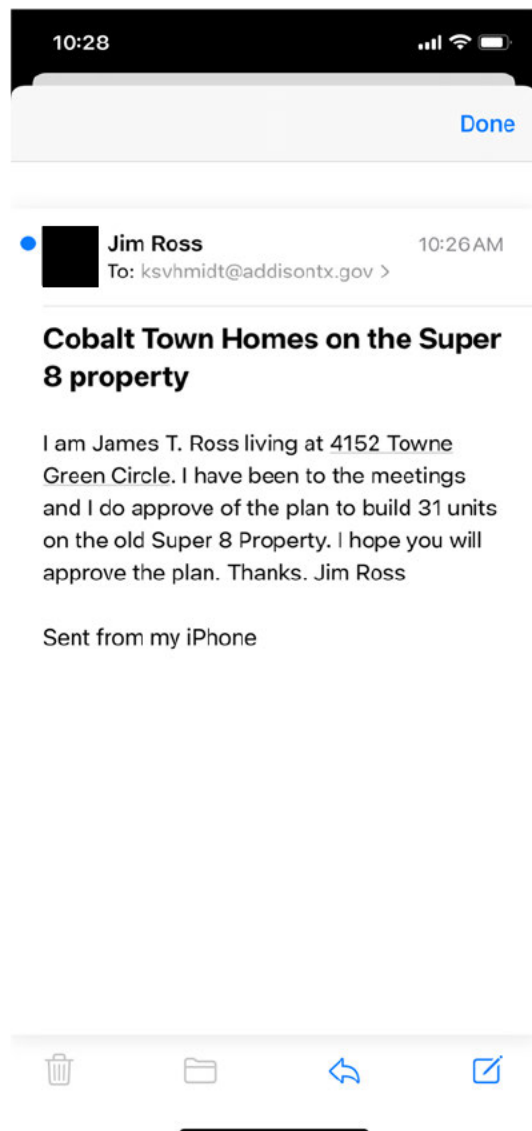 10:28
Done
Jim Ross
10:26 AM
To: ksvhmidt@addisontx.gov >
Cobalt Town Homes on the Super
8 property
I am James T. Ross living at 4152 Towne
Green Circle. I have been to the meetings
and I do approve of the plan to build 31 units
on the old Super 8 Property. I hope you will
approve the plan. Thanks. Jim Ross
Sent from my iPhone